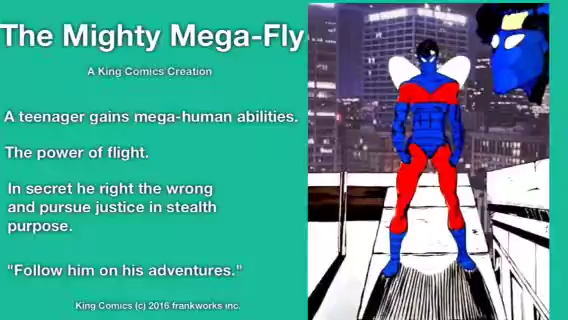 The Mighty Mega-Fly
A King Comics Creation
A teenager gains mega-human abilities.
The power of flight.
In secret he right the wrong
and pursue justice in stealth
purpose.
"Follow him on his adventures."
King Comics (c) 2016 frankworks inc.